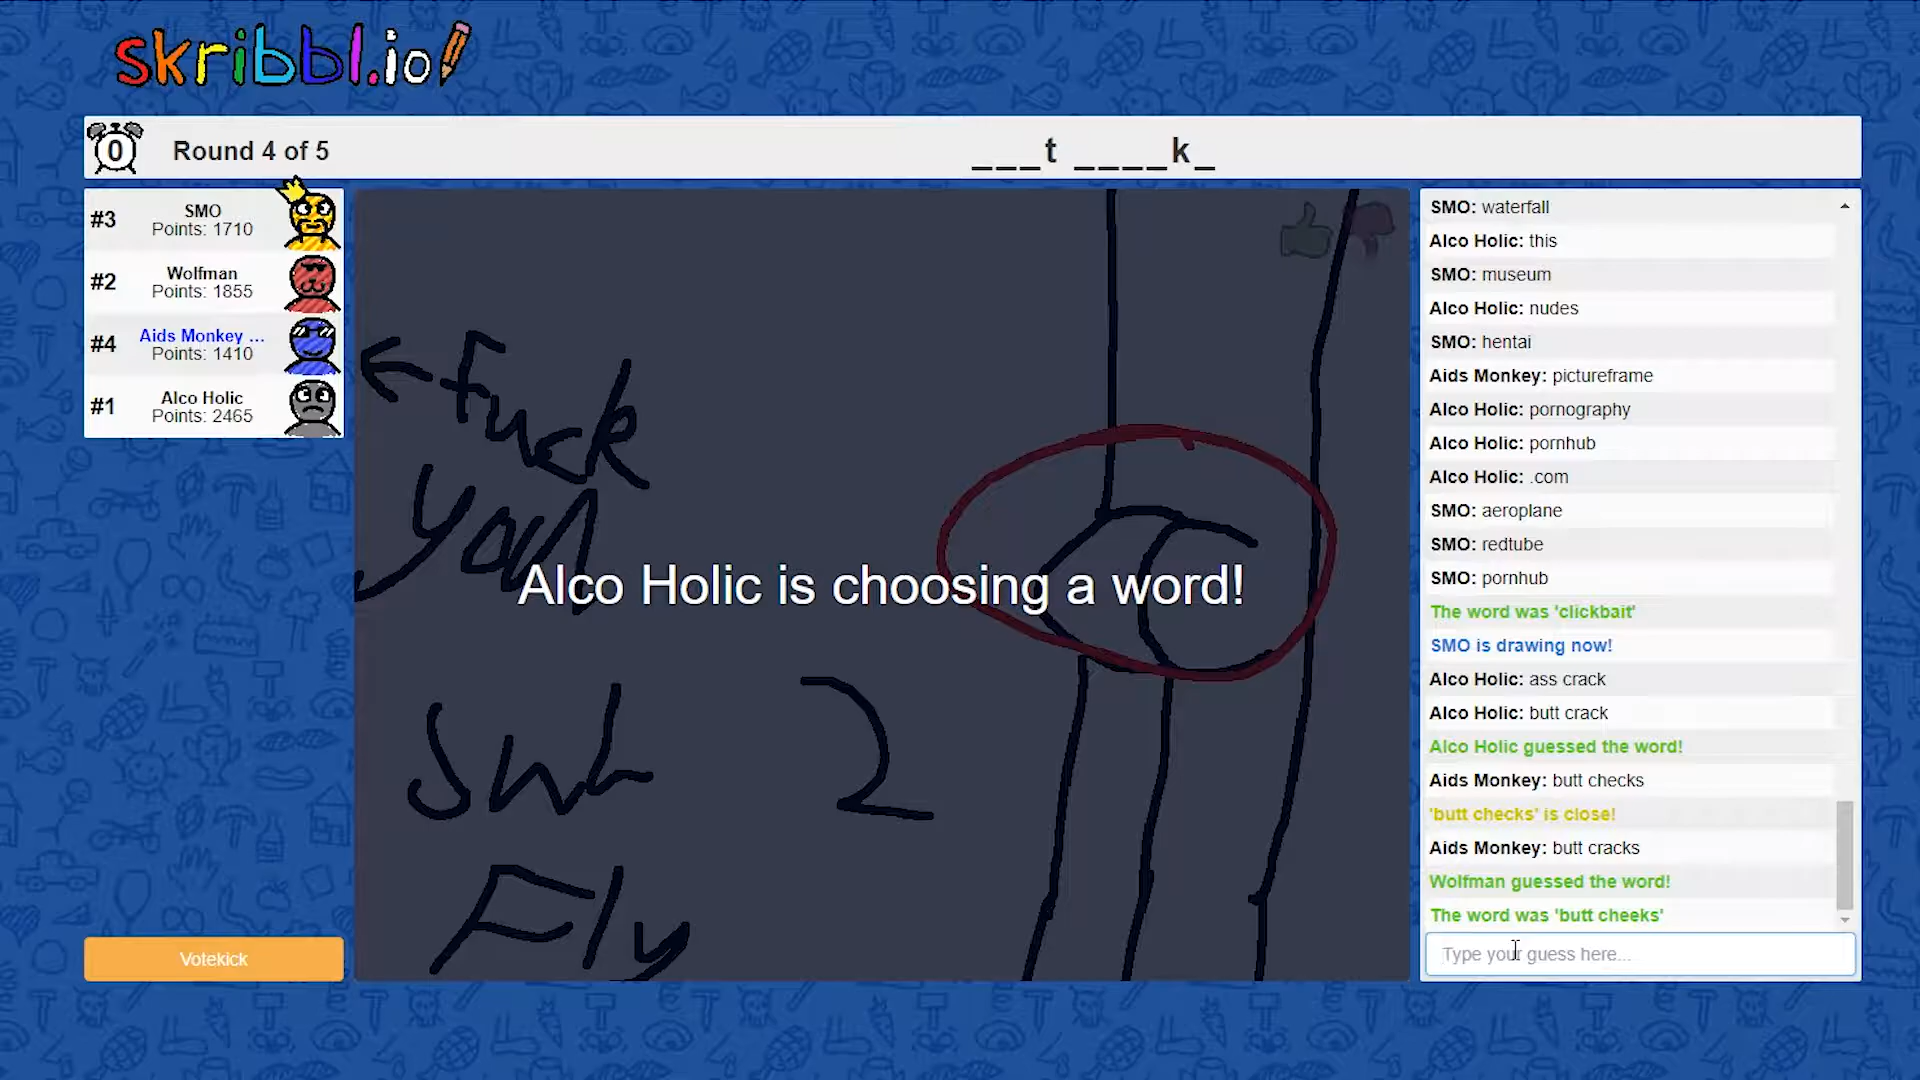 skribbl.io
0
Round 4 of 5
___t ____k_
#3
SMO
Points: 1710
#2
Wolfman
Points: 1855
#4
Aids Monkey ...
Points: 1410
#1
Alco Holic
Points: 2465
Votekick
Fuck
you
Alco Holic is choosing a word!
2
Fly
SMO: waterfall
Alco Holic: this
SMO: museum
Alco Holic: nudes
SMO: hentai
Aids Monkey: pictureframe
Alco Holic: pornography
Alco Holic: pornhub
Alco Holic: .com
SMO: aeroplane
SMO: redtube
SMO: pornhub
The word was 'clickbait'
SMO is drawing now!
Alco Holic: ass crack
Alco Holic: butt crack
Alco Holic guessed the word!
Aids Monkey: butt checks
'butt checks' is close!
Aids Monkey: butt cracks
Wolfman guessed the word!
The word was 'butt cheeks'
Type your guess here...